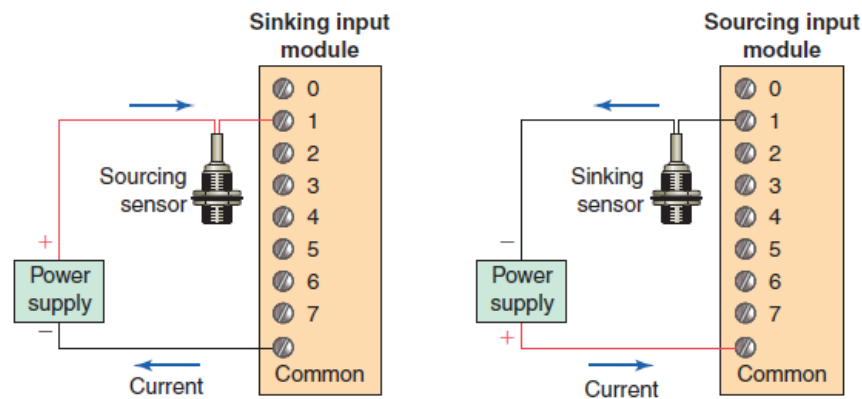 Sinking input
module
0
1
2
3
4
5
6
7
Common
Sourcing
sensor
+
Power
supply
−
Current
Sourcing input
module
0
1
2
3
4
5
6
7
Common
Sinking
sensor
−
Power
supply
+
Current